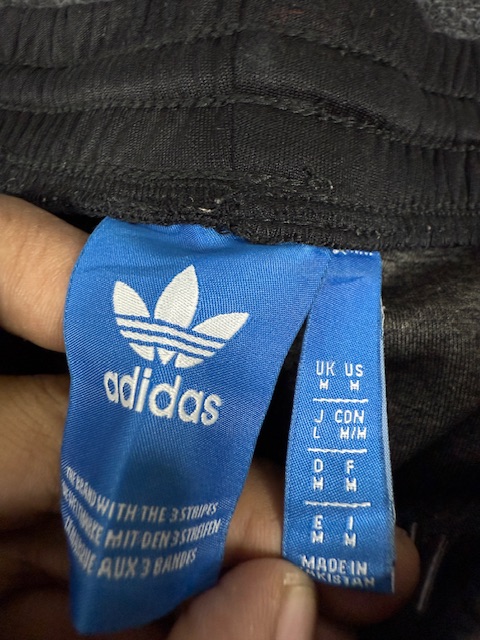 adidas
THE BRAND WITH THE 3 STRIPES
DIE MARKE MIT DEN 3 STREIFEN
LA MARQUE AUX 3 BANDES
UK US
M M
J CDN
L M/M
D F
M M
E I
M M
MADE IN
PAKISTAN